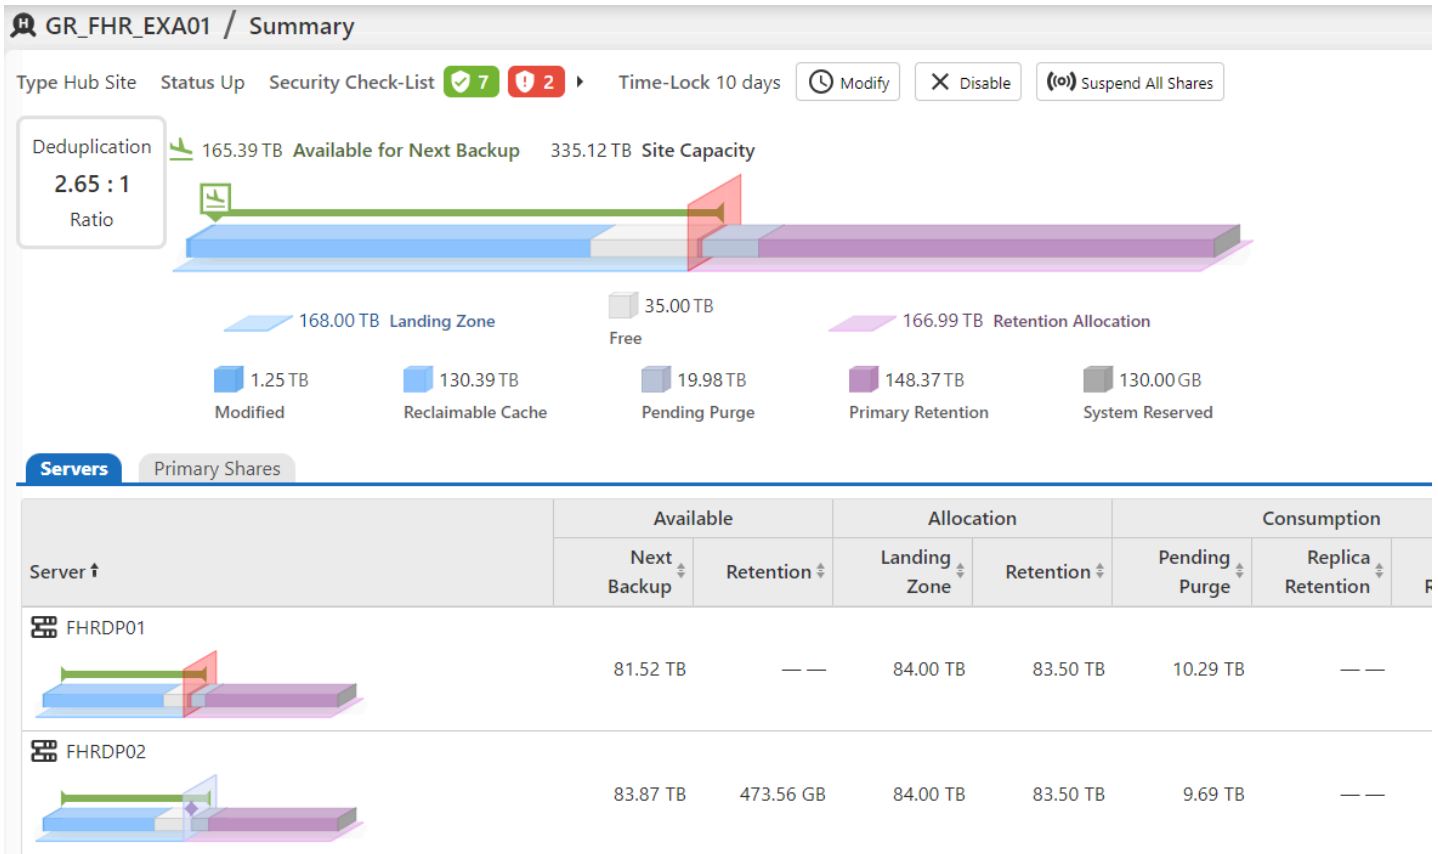 GR_FHR_EXA01 / Summary
Type Hub Site Status Up Security Check-List 7 2 Time-Lock 10 days Modify Disable Suspend All Shares
Deduplication
2.65 : 1
Ratio
165.39 TB Available for Next Backup 335.12 TB Site Capacity
168.00 TB Landing Zone
35.00 TB
Free
166.99 TB Retention Allocation
1.25 TB
Modified
130.39 TB
Reclaimable Cache
19.98 TB
Pending Purge
148.37 TB
Primary Retention
130.00 GB
System Reserved
Servers Primary Shares
Available Allocation Consumption
Server Next Backup Retention Landing Zone Retention Pending Purge Replica Retention R
FHRDP01
81.52 TB — — 84.00 TB 83.50 TB 10.29 TB — —
FHRDP02
83.87 TB 473.56 GB 84.00 TB 83.50 TB 9.69 TB — —